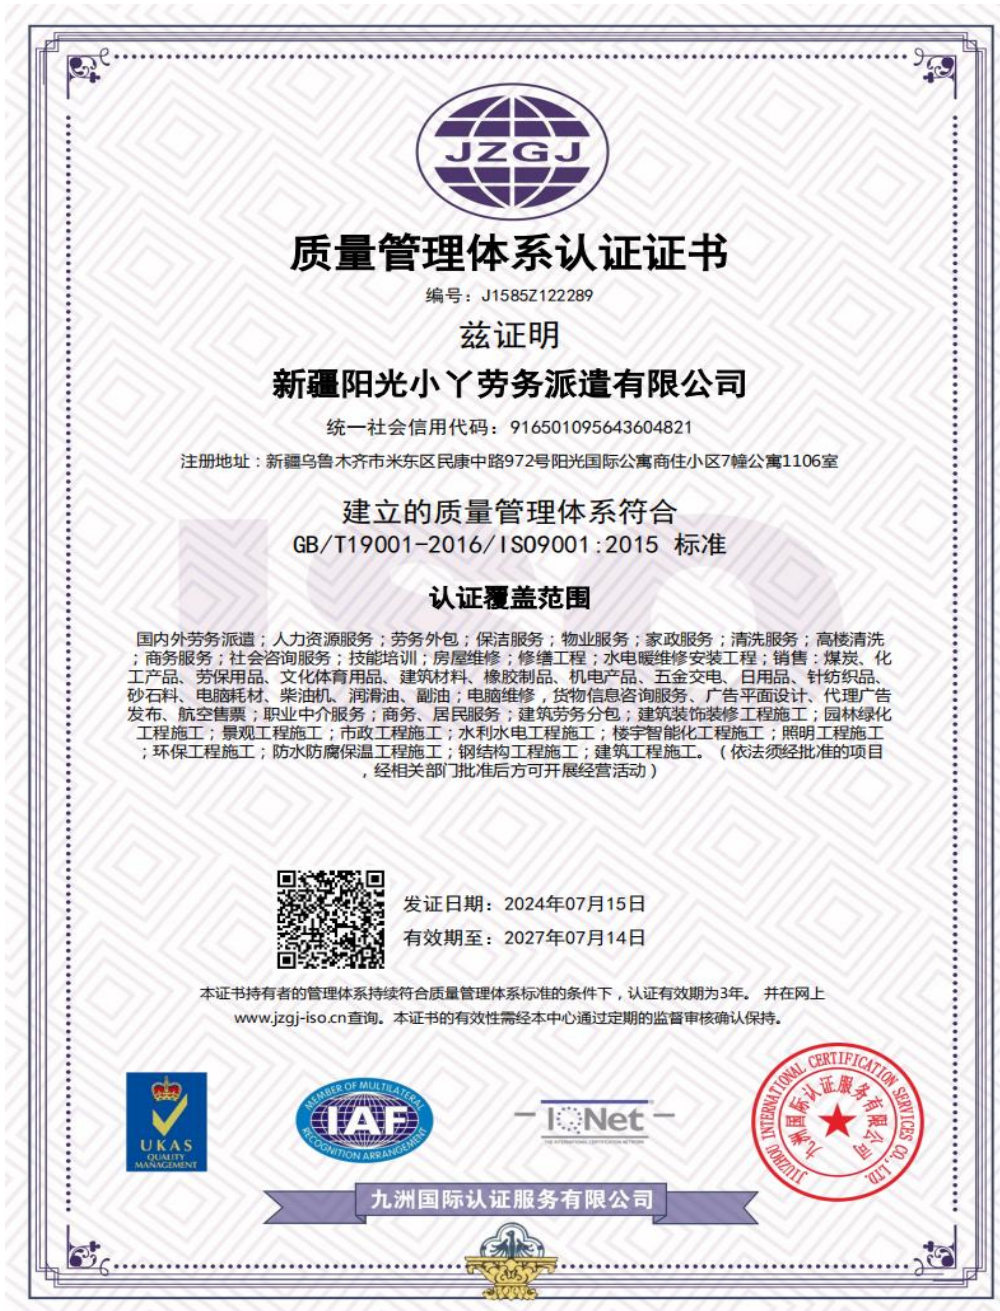 JZGJ
质量管理体系认证证书
编号：J1585Z122289
兹证明
新疆阳光小丫劳务派遣有限公司
统一社会信用代码：916501095643604821
注册地址：新疆乌鲁木齐市米东区民康中路972号阳光国际公寓商住小区7幢公寓1106室
建立的质量管理体系符合
GB/T19001-2016/ISO9001:2015 标准
iso
认证覆盖范围
国内外劳务派遣；人力资源服务；劳务外包；保洁服务；物业服务；家政服务；清洗服务；高楼清洗
；商务服务；社会咨询服务；技能培训；房屋维修；修缮工程；水电暖维修安装工程；销售：煤炭、化
工产品、劳保用品、文化体育用品、建筑材料、橡胶制品、机电产品、五金交电、日用品、针纺织品、
砂石料、电脑耗材、柴油机、润滑油、副油；电脑维修，货物信息咨询服务、广告平面设计、代理广告
发布、航空售票；职业中介服务；商务、居民服务；建筑劳务分包；建筑装饰装修工程施工；园林绿化
工程施工；景观工程施工；市政工程施工；水利水电工程施工；楼宇智能化工程施工；照明工程施工
；环保工程施工；防水防腐保温工程施工；钢结构工程施工；建筑工程施工。（依法须经批准的项目
，经相关部门批准后方可开展经营活动）
发证日期：2024年07月15日
有效期至：2027年07月14日
本证书持有者的管理体系持续符合质量管理体系标准的条件下，认证有效期为3年。 并在网上
www.jzgj-iso.cn查询。本证书的有效性需经本中心通过定期的监督审核确认保持。
UKAS
QUALITY
MANAGEMENT
MEMBER OF MULTILATERAL
IAF
RECOGNITION ARRANGEMENT
IQNet
THE INTERNATIONAL CERTIFICATION NETWORK
JIUZHOU INTERNATIONAL CERTIFICATION SERVICES CO.,LTD.
九洲国际认证服务有限公司
九洲国际认证服务有限公司